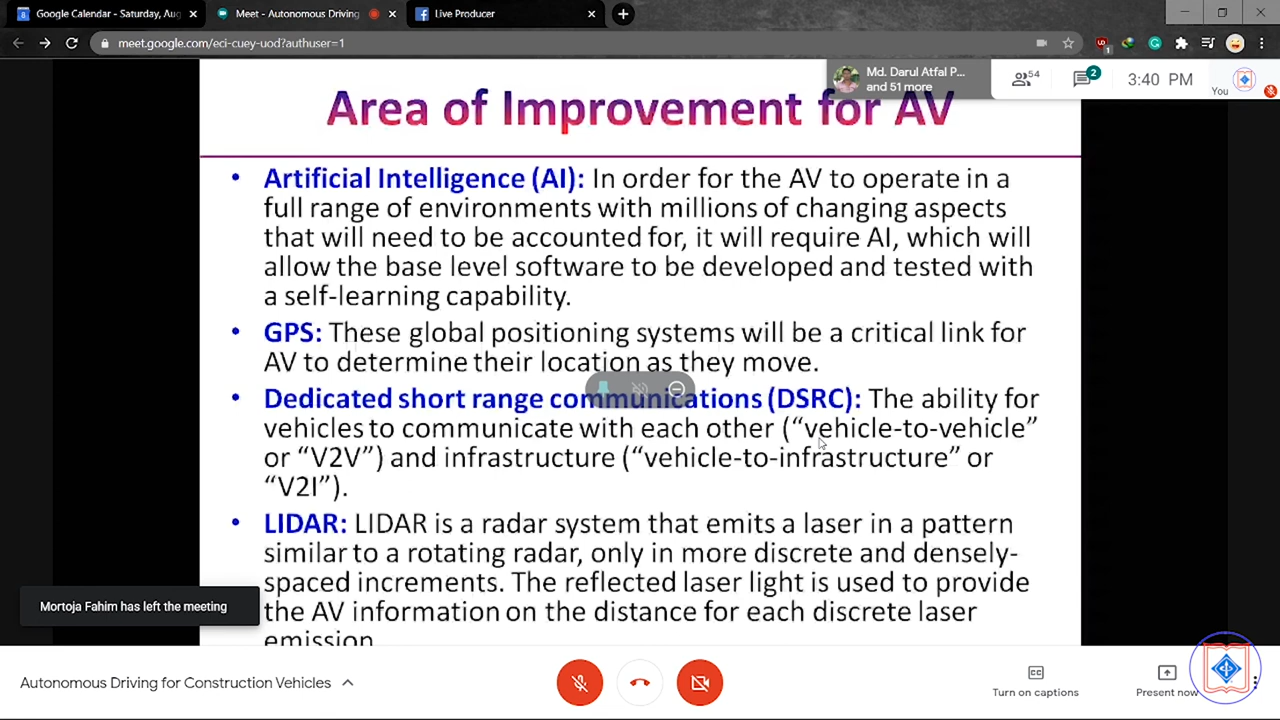 Google Calendar - Saturday, Aug
Meet - Autonomous Driving
Live Producer
meet.google.com/eci-cuey-uod?authuser=1
Md. Darul Atfal P...
and 51 more
54
2
3:40 PM
You
Area of Improvement for AV
• Artificial Intelligence (AI): In order for the AV to operate in a
full range of environments with millions of changing aspects
that will need to be accounted for, it will require AI, which will
allow the base level software to be developed and tested with
a self-learning capability.
• GPS: These global positioning systems will be a critical link for
AV to determine their location as they move.
• Dedicated short range communications (DSRC): The ability for
vehicles to communicate with each other (“vehicle-to-vehicle”
or “V2V”) and infrastructure (“vehicle-to-infrastructure” or
“V2I”).
• LIDAR: LIDAR is a radar system that emits a laser in a pattern
similar to a rotating radar, only in more discrete and densely-
spaced increments. The reflected laser light is used to provide
the AV information on the distance for each discrete laser
emission
Mortoja Fahim has left the meeting
Autonomous Driving for Construction Vehicles
Turn on captions
Present now